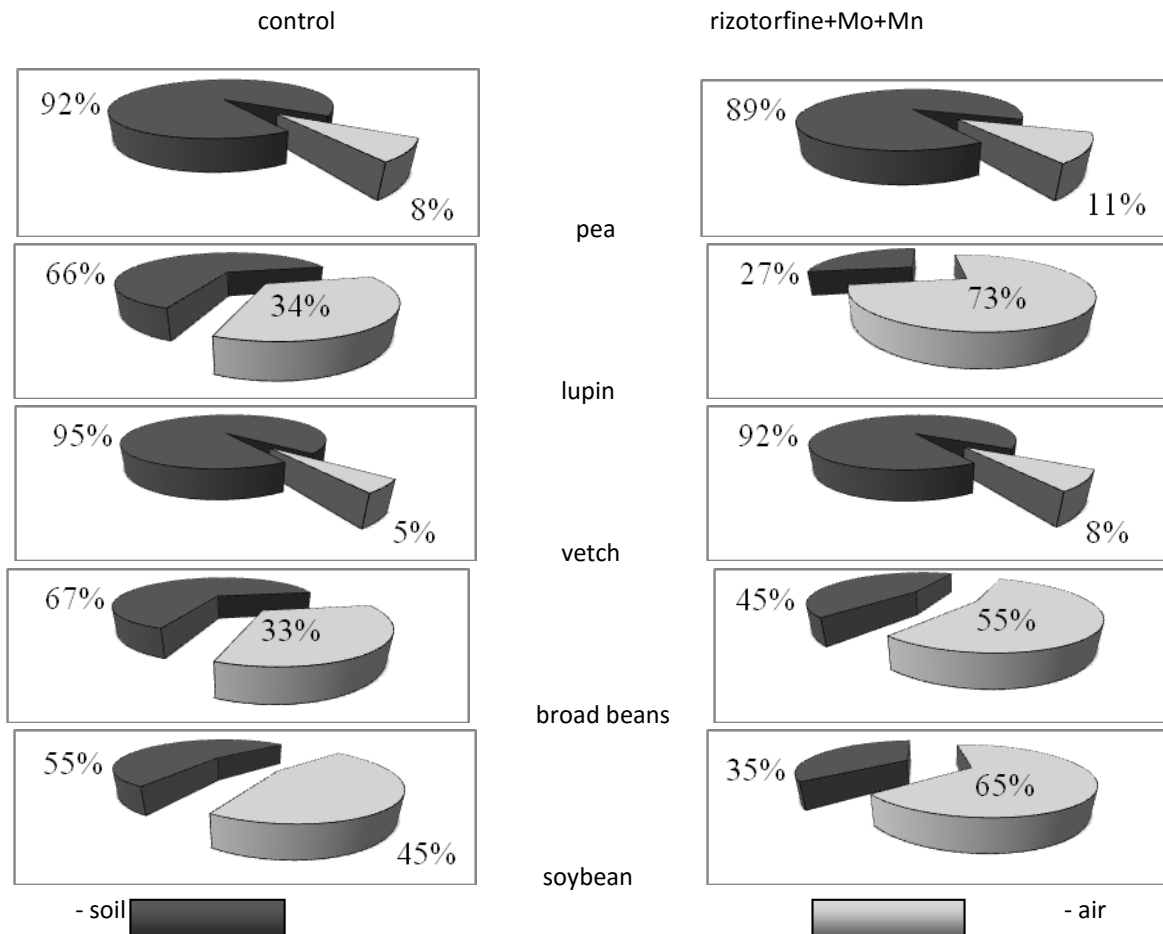 control rizotorfine+Mo+Mn
92% 8% 89% 11%
pea
66% 34% 27% 73%
lupin
95% 5% 92% 8%
vetch
67% 33% 45% 55%
broad beans
55% 45% 35% 65%
soybean
- soil - air